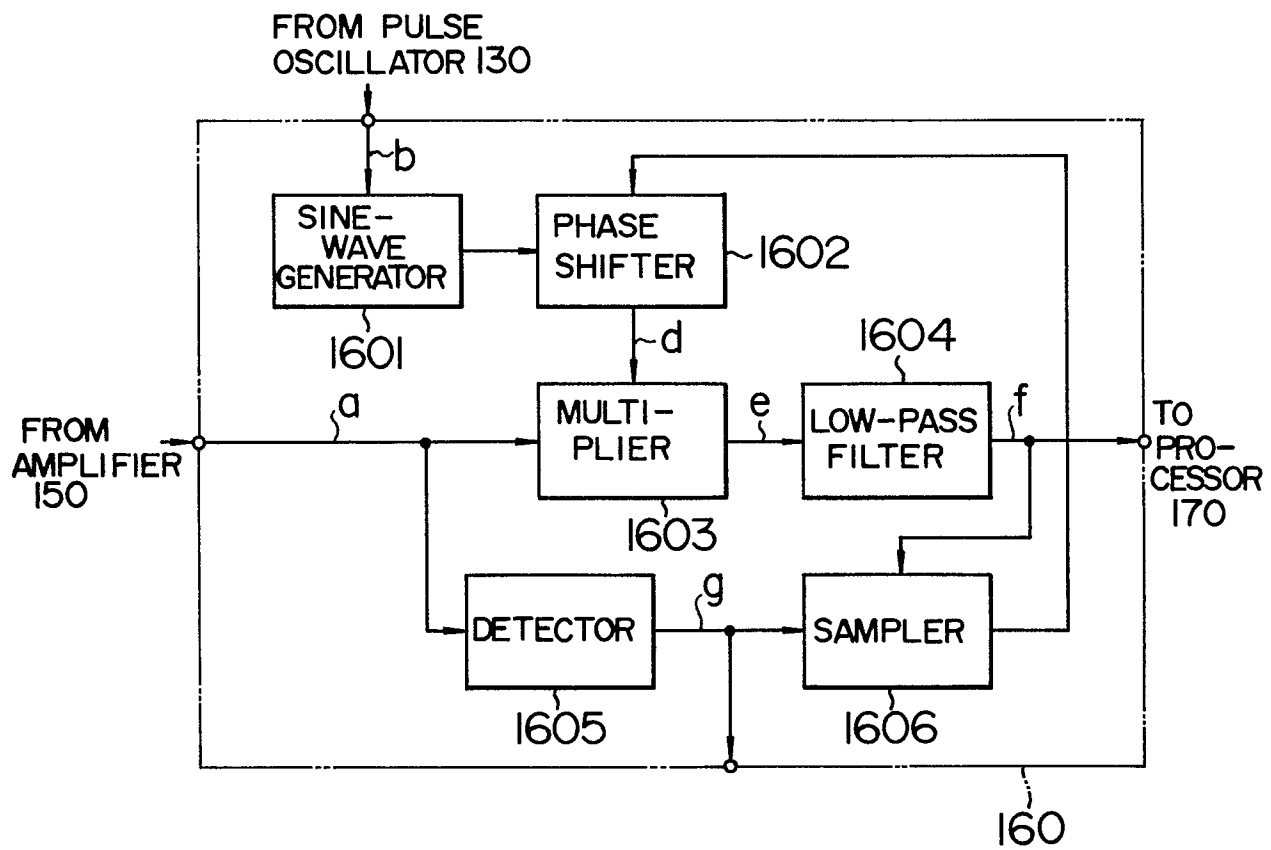 FROM PULSE
OSCILLATOR 130
b
SINE-
WAVE
GENERATOR
1601
PHASE
SHIFTER
1602
d
1604
FROM
AMPLIFIER
150
a
MULTI-
PLIER
1603
e
LOW-PASS
FILTER
f
TO
PRO-
CESSOR
170
DETECTOR
1605
g
SAMPLER
1606
160